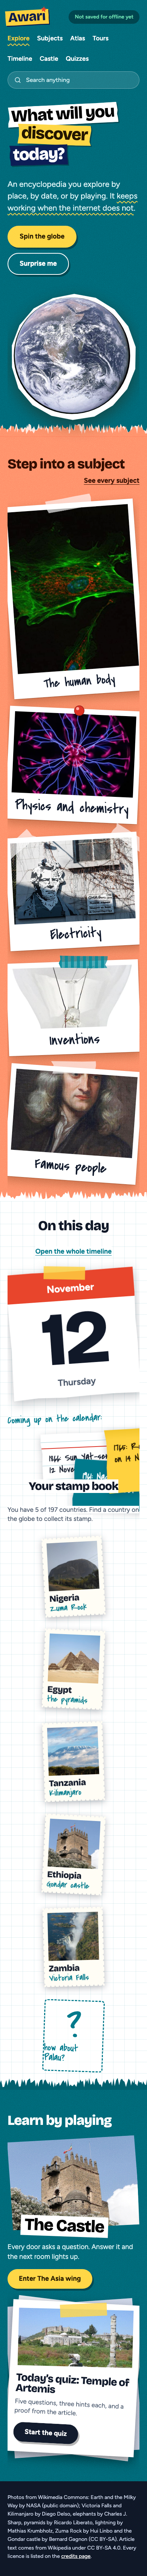 Awari
Not saved for offline yet
Explore Subjects Atlas Tours
Timeline Castle Quizzes
Search anything
What will you
discover
today?
An encyclopedia you explore by
place, by date, or by playing. It keeps
working when the internet does not.
Spin the globe
Surprise me
Step into a subject
See every subject
The human body
Physics and chemistry
Electricity
Inventions
Famous people
On this day
Open the whole timeline
November
12
Thursday
Coming up on the calendar:
1866: Sun Yat-sen
12 November
Your stamp book
You have 5 of 197 countries. Find a country on
the globe to collect its stamp.
Nigeria
Zuma Rock
Egypt
the pyramids
Tanzania
Kilimanjaro
Ethiopia
Gondar castle
Zambia
Victoria Falls
?
How about
Palau?
Learn by playing
The Castle
Every door asks a question. Answer it and
the next room lights up.
Enter The Asia wing
Today's quiz: Temple of
Artemis
Five questions, three hints each, and a
proof from the article.
Start the quiz
Photos from Wikimedia Commons: Earth and the Milky
Way by NASA (public domain); Victoria Falls and
Kilimanjaro by Diego Delso, elephants by Charles J.
Sharp, pyramids by Ricardo Liberato, lightning by
Mathias Krumbholz, Zuma Rock by Hui Linbo and the
Gondar castle by Bernard Gagnon (CC BY-SA). Article
text comes from Wikipedia under CC BY-SA 4.0. Every
licence is listed on the credits page.